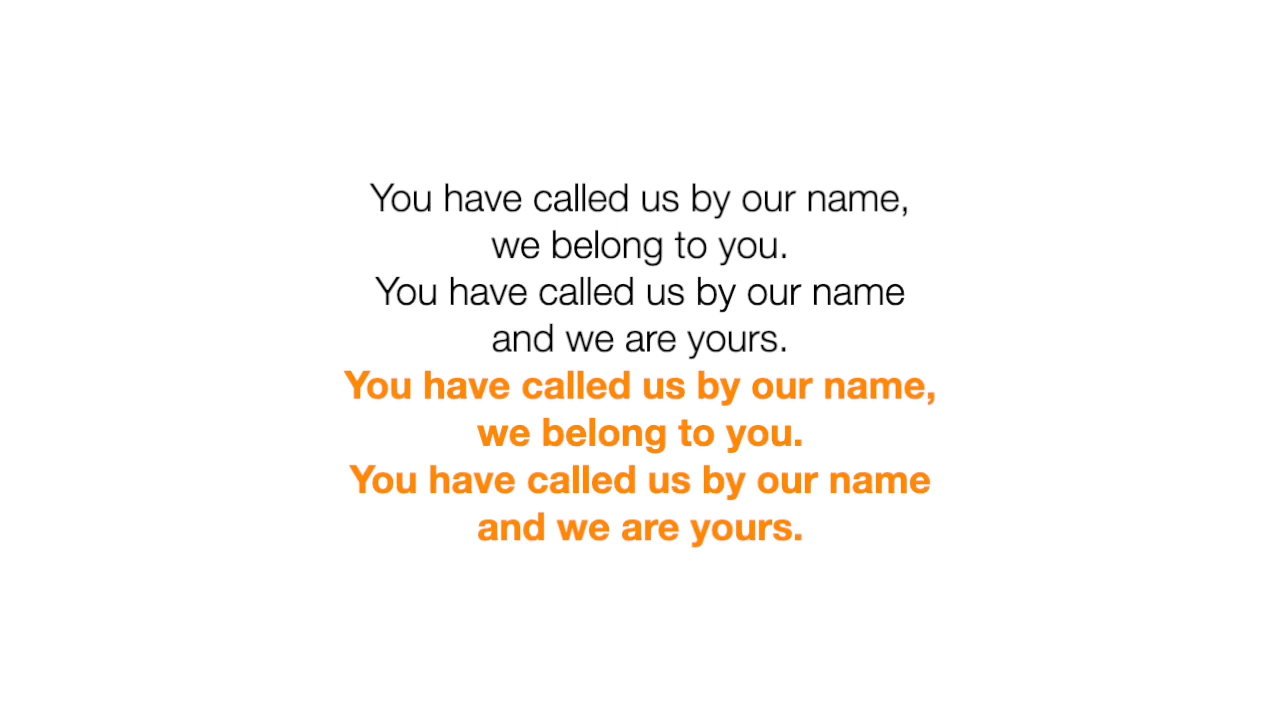 You have called us by our name,
we belong to you.
You have called us by our name
and we are yours.
You have called us by our name,
we belong to you.
You have called us by our name
and we are yours.